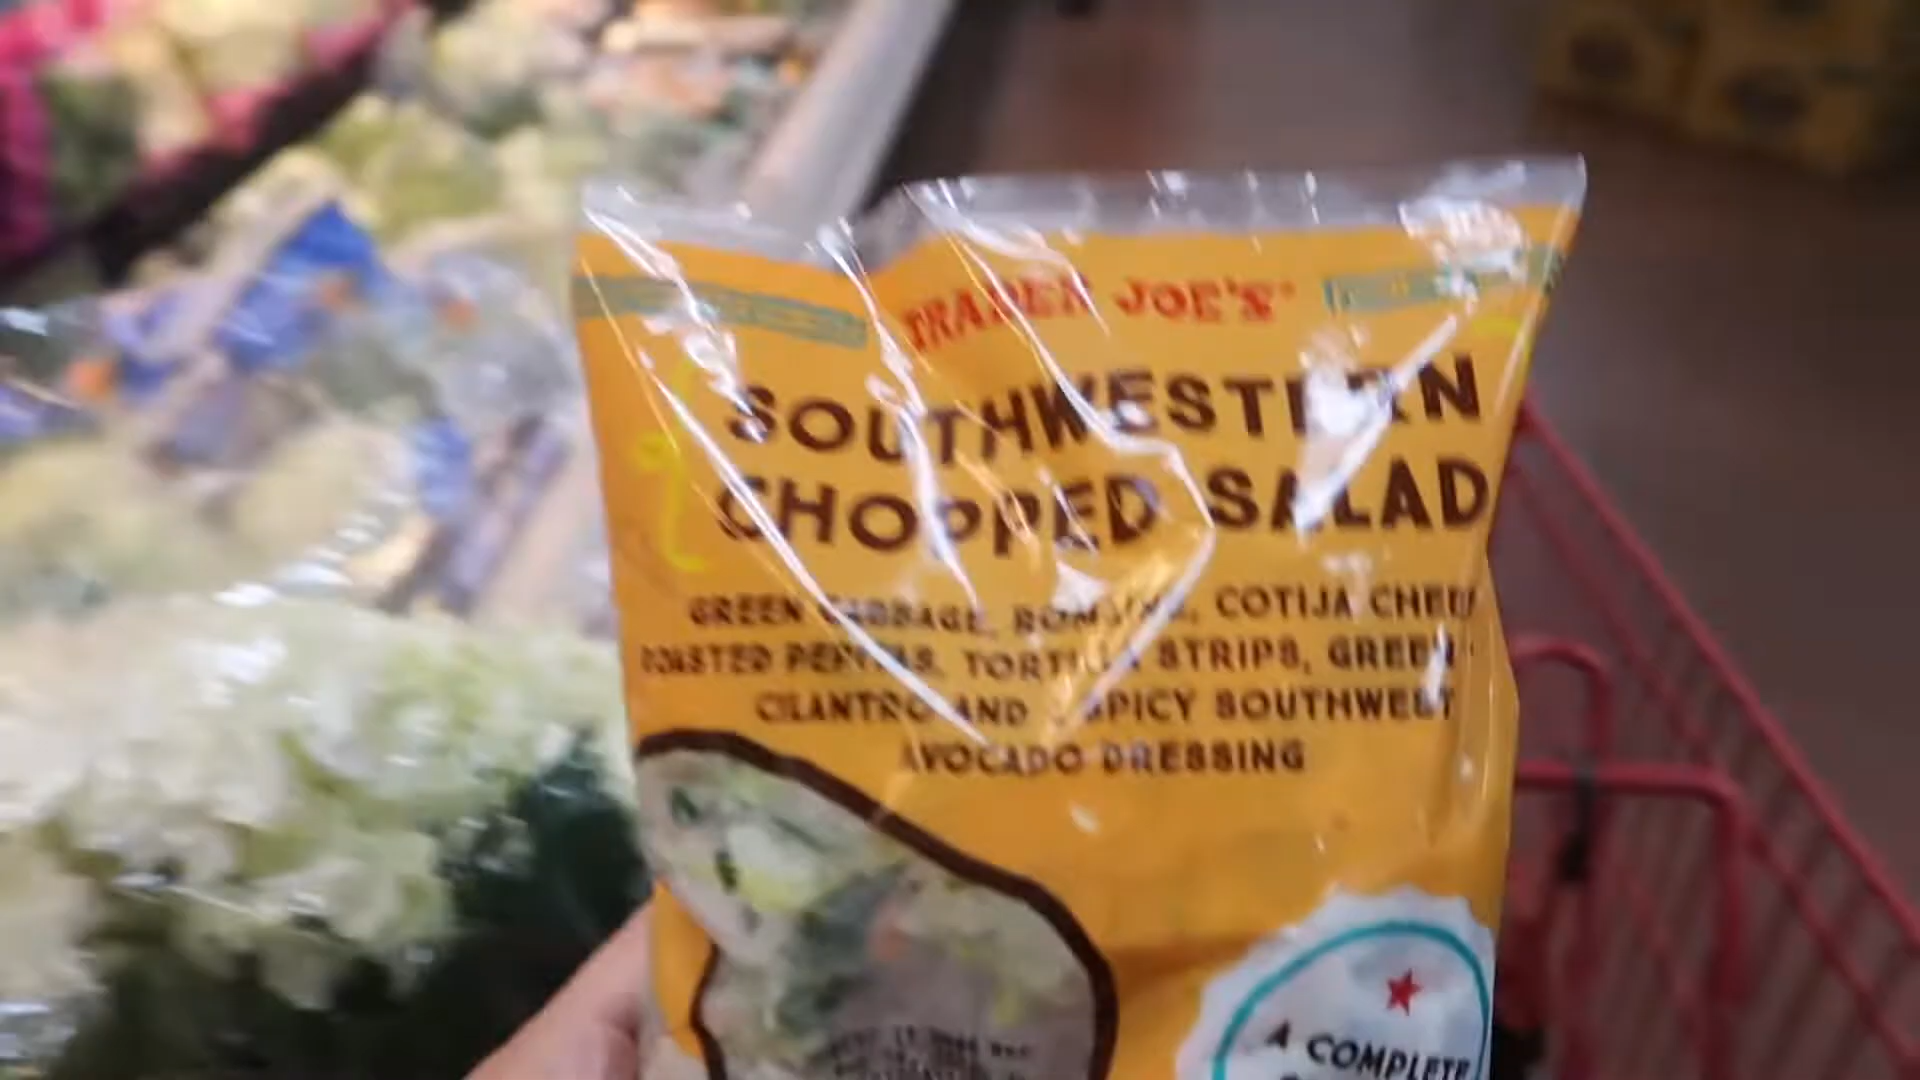 TRADER JOE'S
SOUTHWESTERN
CHOPPED SALAD
GREEN CABBAGE, ROMAINE, COTIJA CHEE
ROASTED PEPITAS, TORTILLA STRIPS, GREEN
CILANTRO AND SPICY SOUTHWEST
AVOCADO DRESSING
A COMPLETE